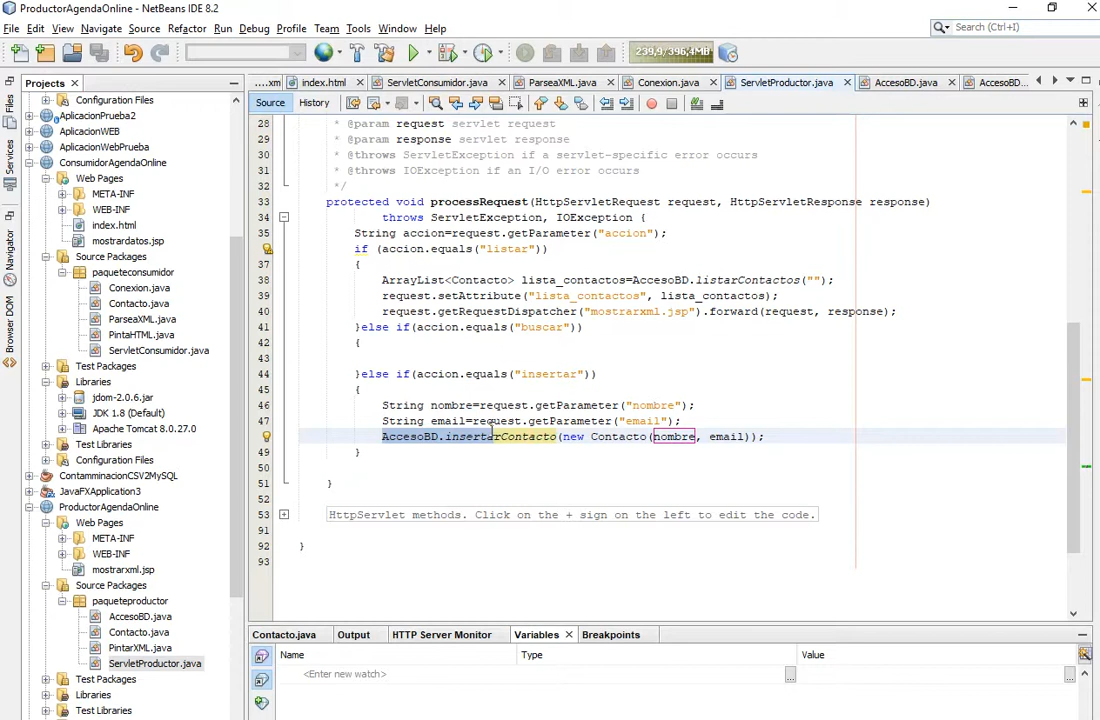 ProductorAgendaOnline - NetBeans IDE 8.2
File Edit View Navigate Source Refactor Run Debug Profile Team Tools Window Help
Search (Ctrl+I)
239,9/396,4MB
Projects
...xm index.html ServletConsumidor.java ParseaXML.java Conexion.java ServletProductor.java AccesoBD.java AccesoBD...
Source History
Files
Services
Navigator
Browser DOM
Configuration Files
AplicacionPrueba2
AplicacionWEB
AplicacionWebPrueba
ConsumidorAgendaOnline
Web Pages
META-INF
WEB-INF
index.html
mostrardatos.jsp
Source Packages
paqueteconsumidor
Conexion.java
Contacto.java
ParseaXML.java
PintaHTML.java
ServletConsumidor.java
Test Packages
Libraries
jdom-2.0.6.jar
JDK 1.8 (Default)
Apache Tomcat 8.0.27.0
Test Libraries
Configuration Files
ContamminacionCSV2MySQL
JavaFXApplication3
ProductorAgendaOnline
Web Pages
META-INF
WEB-INF
mostrarxml.jsp
Source Packages
paqueteproductor
AccesoBD.java
Contacto.java
PintarXML.java
ServletProductor.java
Test Packages
Libraries
Test Libraries
28 * @param request servlet request
29 * @param response servlet response
30 * @throws ServletException if a servlet-specific error occurs
31 * @throws IOException if an I/O error occurs
32 */
33 protected void processRequest(HttpServletRequest request, HttpServletResponse response)
34 throws ServletException, IOException {
35 String accion=request.getParameter("accion");
if (accion.equals("listar"))
37 {
38 ArrayList<Contacto> lista_contactos=AccesoBD.listarContactos("");
39 request.setAttribute("lista_contactos", lista_contactos);
40 request.getRequestDispatcher("mostrarxml.jsp").forward(request, response);
41 }else if(accion.equals("buscar"))
42 {
43
44 }else if(accion.equals("insertar"))
45 {
46 String nombre=request.getParameter("nombre");
47 String email=request.getParameter("email");
AccesoBD.insertarContacto(new Contacto(nombre, email));
49 }
50
51 }
52
53 HttpServlet methods. Click on the + sign on the left to edit the code.
91
92 }
93
Contacto.java Output HTTP Server Monitor Variables Breakpoints
Name Type Value
<Enter new watch>
... ...